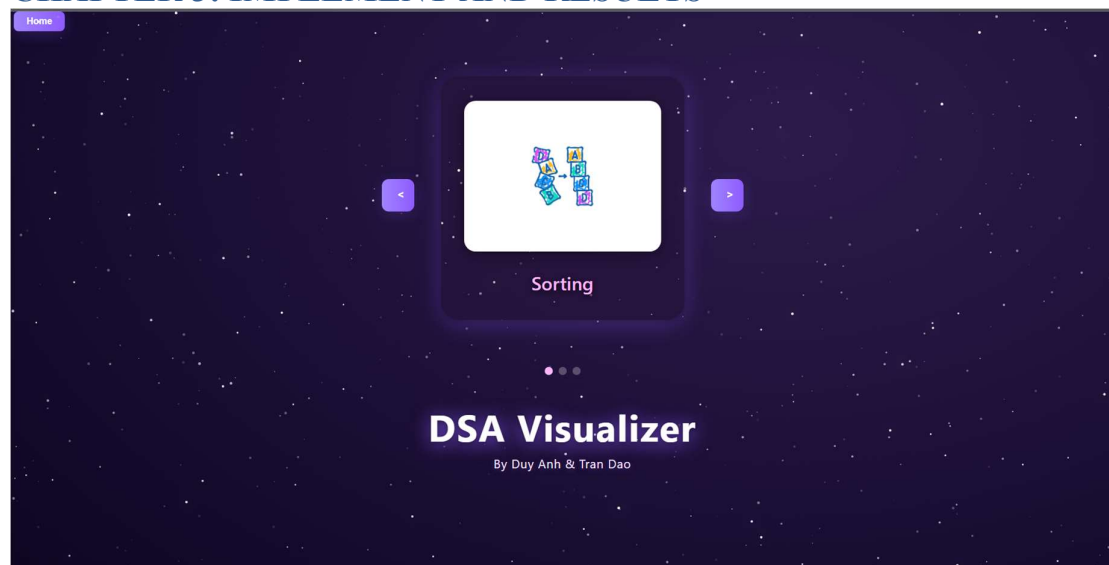 Home
D
A
A
B
B
D
<
>
Sorting
DSA Visualizer
By Duy Anh & Tran Dao